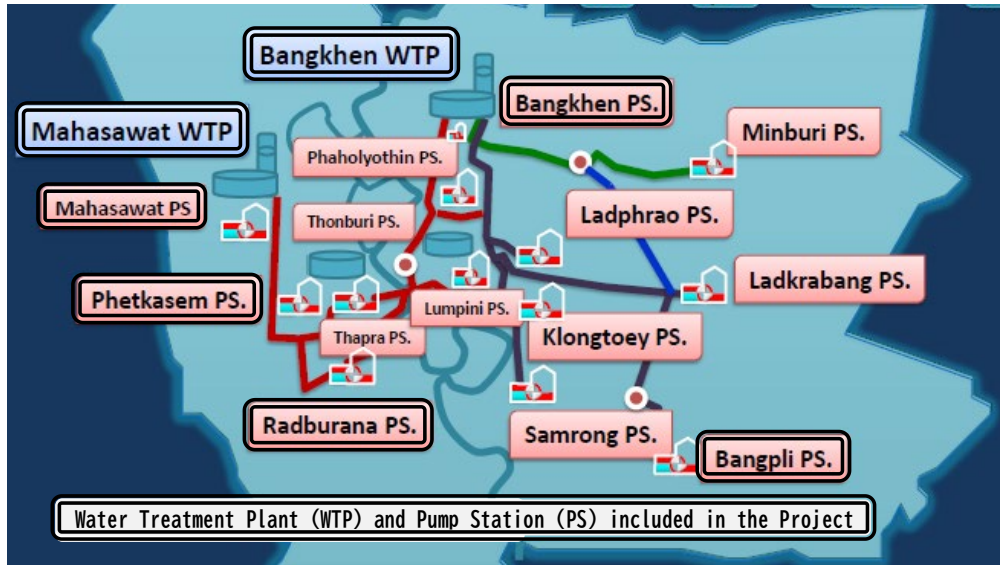 Bangkhen WTP
Bangkhen PS.
Mahasawat WTP
Minburi PS.
Phaholyothin PS.
Mahasawat PS
Thonburi PS.
Ladphrao PS.
Ladkrabang PS.
Phetkasem PS.
Lumpini PS.
Thapra PS.
Klongtoey PS.
Radburana PS.
Samrong PS.
Bangpli PS.
Water Treatment Plant (WTP) and Pump Station (PS) included in the Project